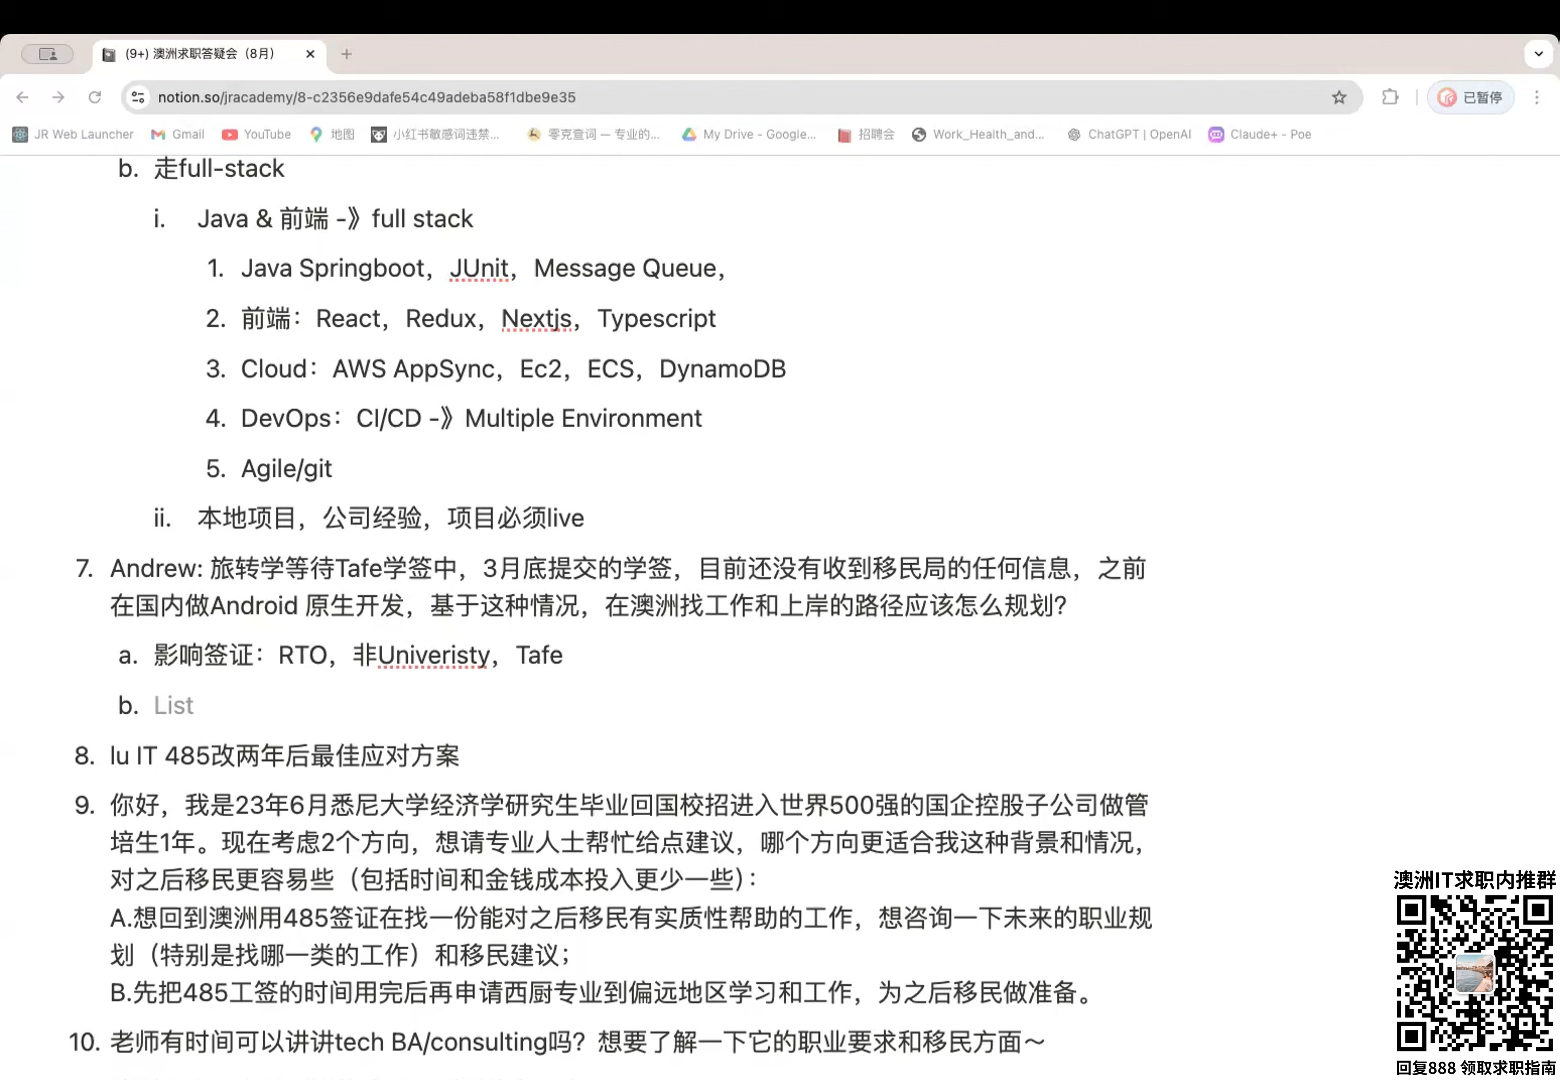 (9+) 澳洲求职答疑会（8月）
notion.so/jracademy/8-c2356e9dafe54c49adeba58f1dbe9e35
已暂停
JR Web Launcher
Gmail
YouTube
地图
小红书敏感词违禁...
零克查词 — 专业的...
My Drive - Google...
招聘会
Work_Health_and...
ChatGPT | OpenAI
Claude+ - Poe
b. 走full-stack
i. Java & 前端 -》full stack
1. Java Springboot，JUnit，Message Queue，
2. 前端：React，Redux，Nextjs，Typescript
3. Cloud：AWS AppSync，Ec2，ECS，DynamoDB
4. DevOps：CI/CD -》Multiple Environment
5. Agile/git
ii. 本地项目，公司经验，项目必须live
7. Andrew: 旅转学等待Tafe学签中，3月底提交的学签，目前还没有收到移民局的任何信息，之前
在国内做Android 原生开发，基于这种情况，在澳洲找工作和上岸的路径应该怎么规划？
a. 影响签证：RTO，非Univeristy，Tafe
b. List
8. lu IT 485改两年后最佳应对方案
9. 你好，我是23年6月悉尼大学经济学研究生毕业回国校招进入世界500强的国企控股子公司做管
培生1年。现在考虑2个方向，想请专业人士帮忙给点建议，哪个方向更适合我这种背景和情况，
对之后移民更容易些（包括时间和金钱成本投入更少一些）：
A.想回到澳洲用485签证在找一份能对之后移民有实质性帮助的工作，想咨询一下未来的职业规
划（特别是找哪一类的工作）和移民建议；
B.先把485工签的时间用完后再申请西厨专业到偏远地区学习和工作，为之后移民做准备。
10. 老师有时间可以讲讲tech BA/consulting吗？想要了解一下它的职业要求和移民方面～
澳洲IT求职内推群
回复888 领取求职指南